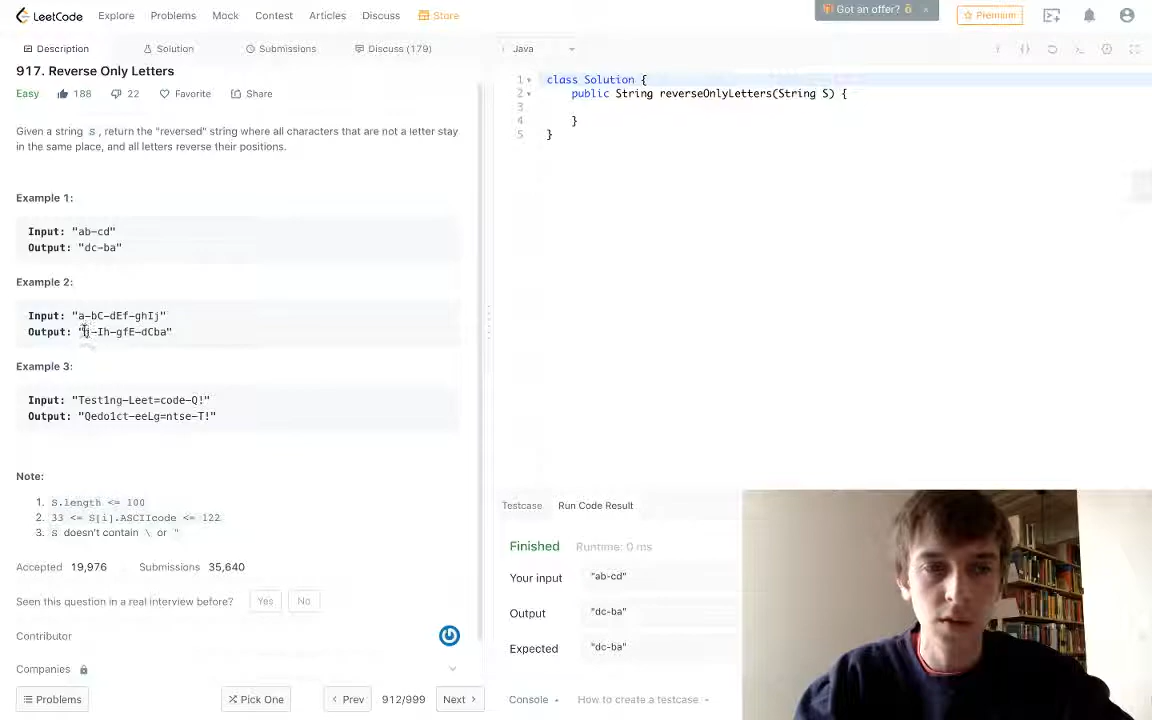 LeetCode Explore Problems Mock Contest Articles Discuss Store Got an offer? × Premium
Description Solution Submissions Discuss (179) Java
917. Reverse Only Letters
Easy 188 22 Favorite Share
Given a string S, return the "reversed" string where all characters that are not a letter stay
in the same place, and all letters reverse their positions.
Example 1:
Input: "ab-cd"
Output: "dc-ba"
Example 2:
Input: "a-bC-dEf-ghIj"
Output: "j-Ih-gfE-dCba"
Example 3:
Input: "Test1ng-Leet=code-Q!"
Output: "Qedo1ct-eeLg=ntse-T!"
Note:
1. S.length <= 100
2. 33 <= S[i].ASCIIcode <= 122
3. S doesn't contain \ or "
Accepted 19,976 Submissions 35,640
Seen this question in a real interview before? Yes No
Contributor
Companies
Problems Pick One Prev 912/999 Next
1 class Solution {
2 public String reverseOnlyLetters(String S) {
3
4 }
5 }
Testcase Run Code Result
Finished Runtime: 0 ms
Your input "ab-cd"
Output "dc-ba"
Expected "dc-ba"
Console How to create a testcase